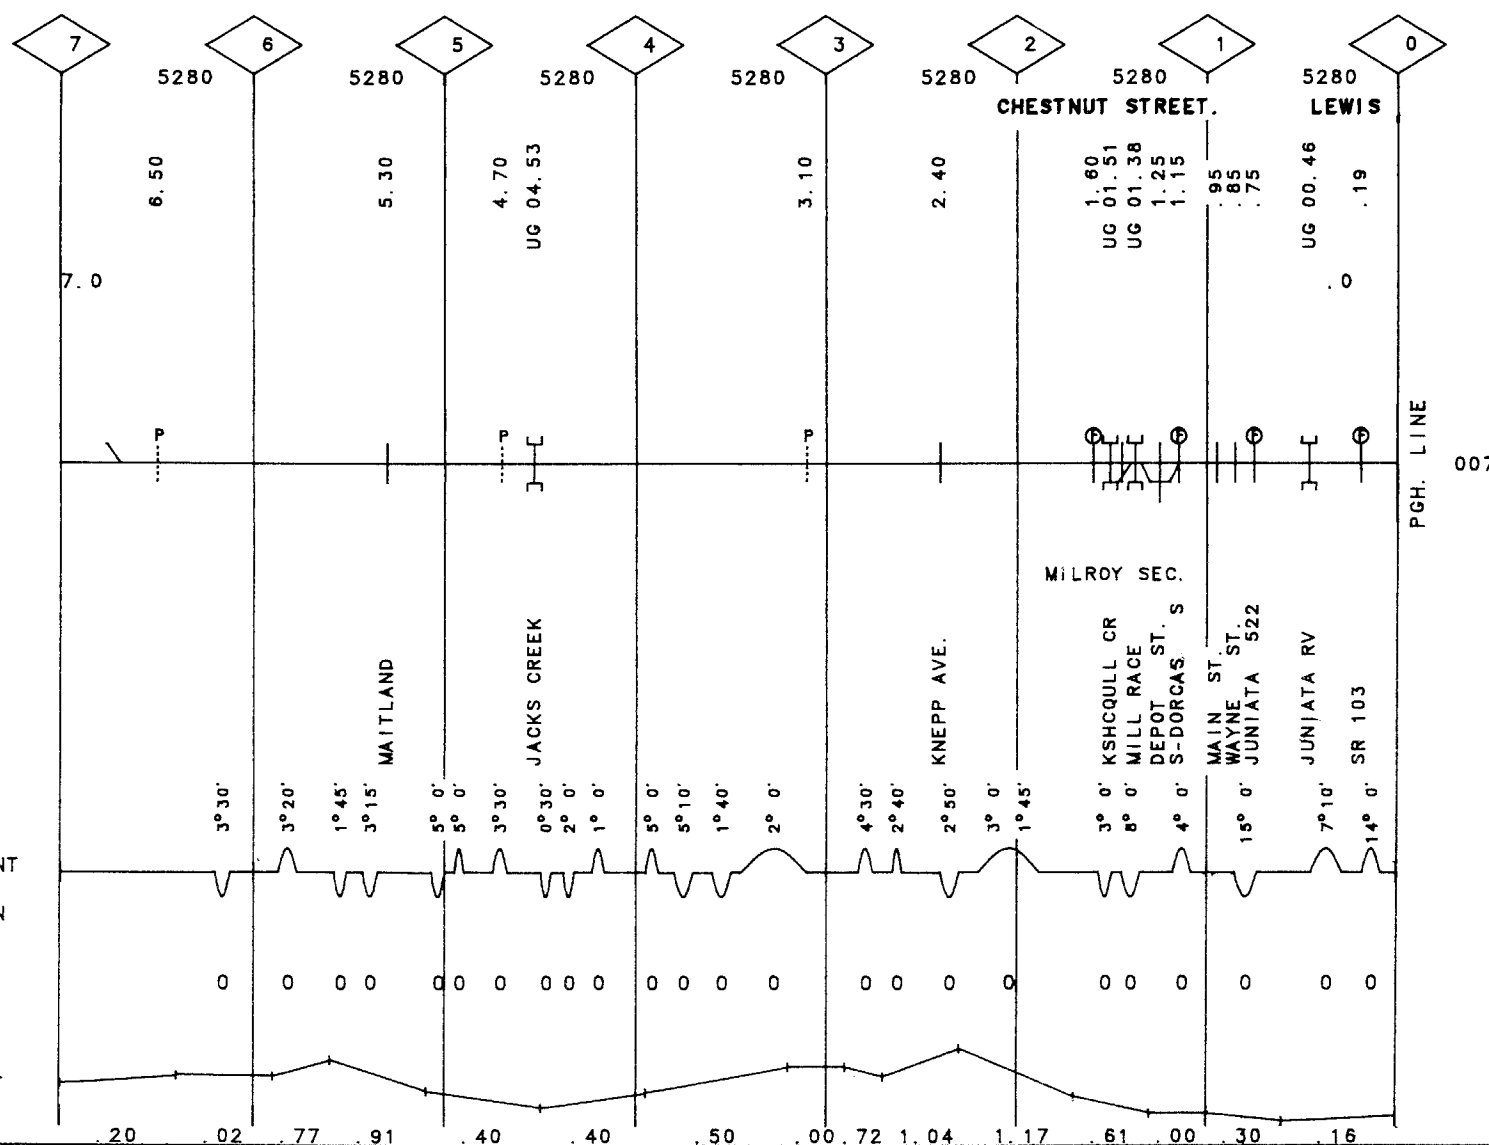 7 6 5 4 3 2 1 0
5280 5280 5280 5280 5280 5280 5280
CHESTNUT STREET. LEWIS
6.50
5.30
4.70
UG 04.53
3.10
2.40
1.60
UG 01.51
UG 01.38
1.25
1.15
.95
.85
.75
UG 00.46
.19
7.0 .0
P P P P P P P
PGH. LINE
007
MILROY SEC.
MAITLAND
JACKS CREEK
KNEPP AVE.
KSHCQULL CR
MILL RACE
DEPOT ST.
S-DORCAS S
MAIN ST.
WAYNE ST.
JUNIATA 522
JUNIATA RV
SR 103
3° 30'
3° 20'
1° 45'
3° 15'
5° 0'
5° 0'
3° 30'
0° 30'
2° 0'
1° 0'
5° 0'
5° 10'
1° 40'
2° 0'
4° 30'
2° 40'
2° 50'
3° 0'
1° 45'
3° 0'
8° 0'
4° 0'
15° 0'
7° 10'
14° 0'
NT
N
0 0 0 0 0 0 0 0 0 0 0 0 0 0 0 0 0 0 0 0 0 0 0 0
.20 .02 .77 .91 .40 .40 .50 .00 .72 1.04 1.17 .61 .00 .30 .16